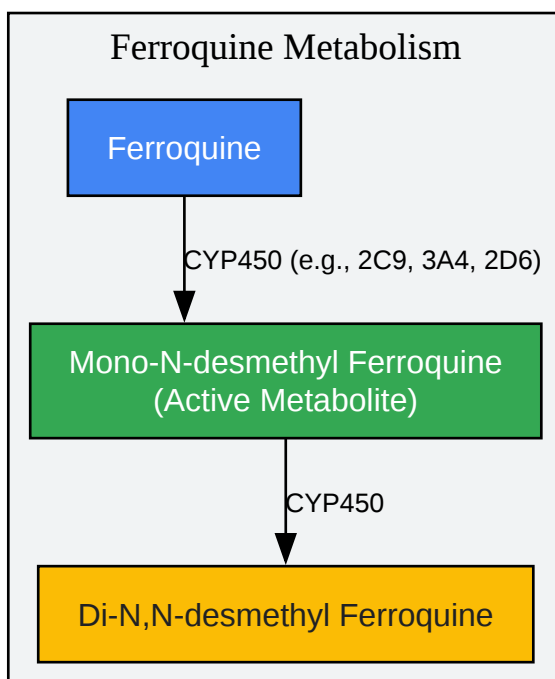 Ferroquine Metabolism
Ferroquine
CYP450 (e.g., 2C9, 3A4, 2D6)
Mono-N-desmethyl Ferroquine
(Active Metabolite)
CYP450
Di-N,N-desmethyl Ferroquine